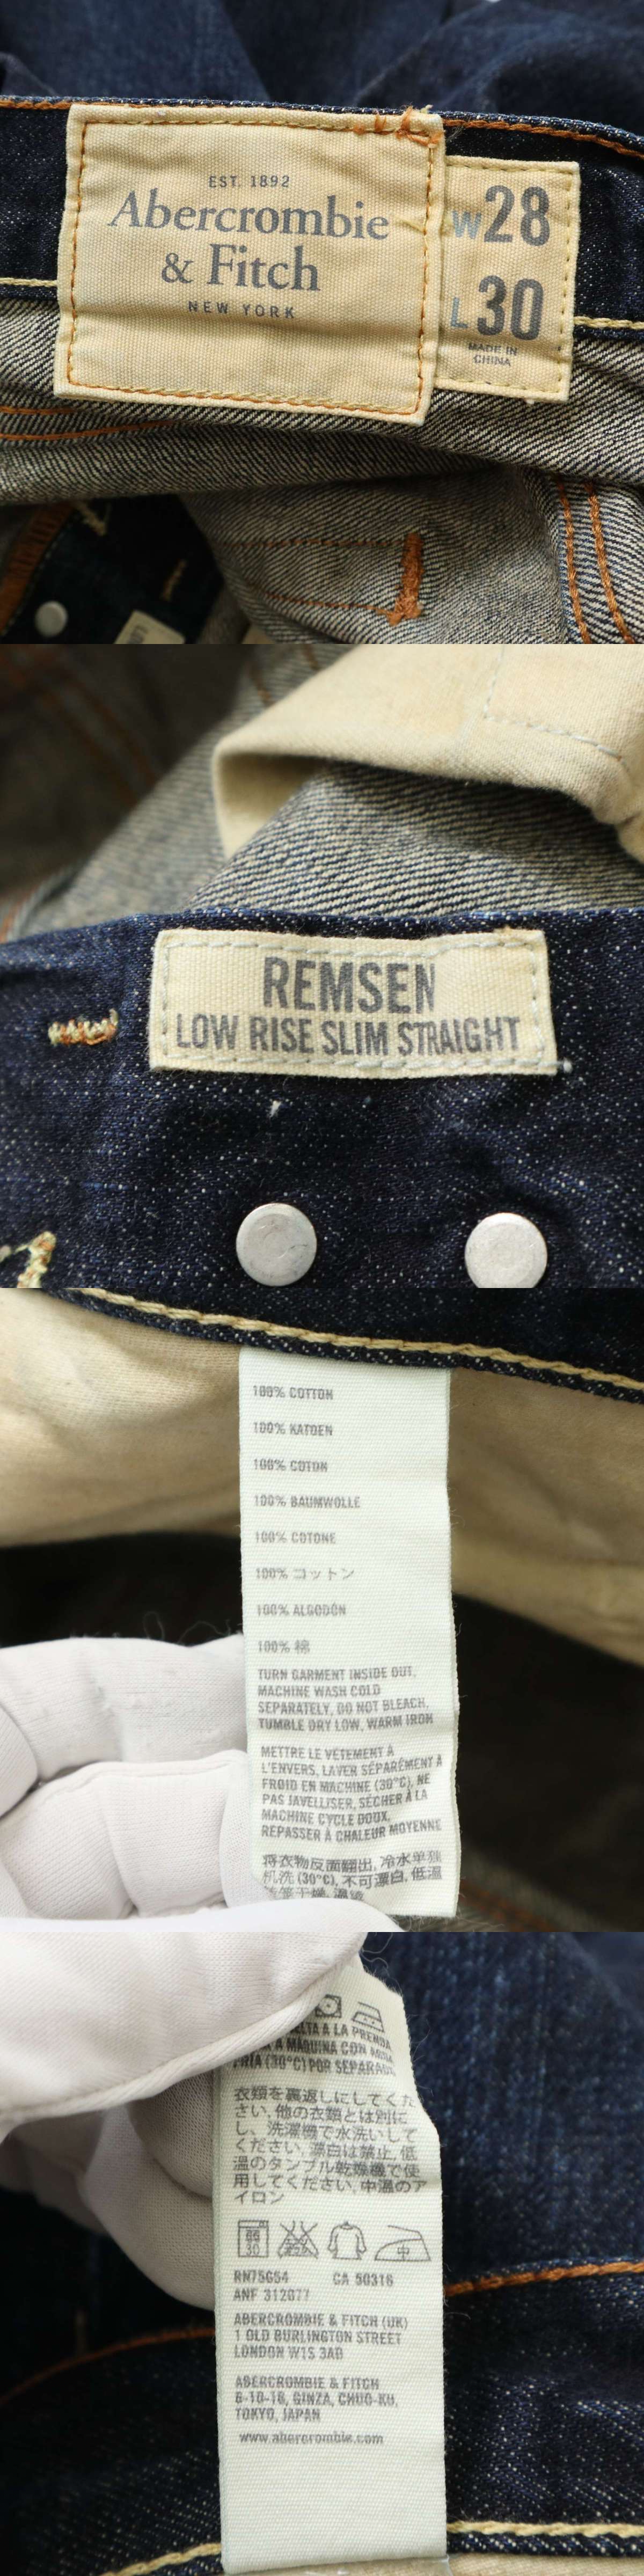 EST. 1892
Abercrombie
& Fitch
NEW YORK
W28
L30
MADE IN
CHINA
REMSEN
LOW RISE SLIM STRAIGHT
100% COTTON
100% KATOEN
100% COTON
100% BAUMWOLLE
100% COTONE
100% コットン
100% ALGODÓN
100% 棉
TURN GARMENT INSIDE OUT,
MACHINE WASH COLD
SEPARATELY, DO NOT BLEACH,
TUMBLE DRY LOW, WARM IRON
METTRE LE VÊTEMENT À
L'ENVERS, LAVER SÉPARÉMENT À
FROID EN MACHINE (30°C), NE
PAS JAVELLISER, SÉCHER À LA
MACHINE CYCLE DOUX,
REPASSER À CHALEUR MOYENNE
将衣物反面翻出, 冷水单独
机洗 (30°C), 不可漂白, 低温
A LA PRENDA
A MÁQUINA CON
(30°C) POR
衣類を裏返しにしてくだ
さい, 他の衣類とは別に
し, 洗濯機で水洗いして
ください, 漂白は禁止, 低
温のタンブル乾燥機で使
用してください, 中温のア
イロン
30
中
RN75654 CA 50316
ANF 312077
ABERCROMBIE & FITCH (UK)
1 OLD BURLINGTON STREET
LONDON W1S 3AB
ABERCROMBIE & FITCH
6-10-16, GINZA, CHUO-KU,
TOKYO, JAPAN
www.abercrombie.com